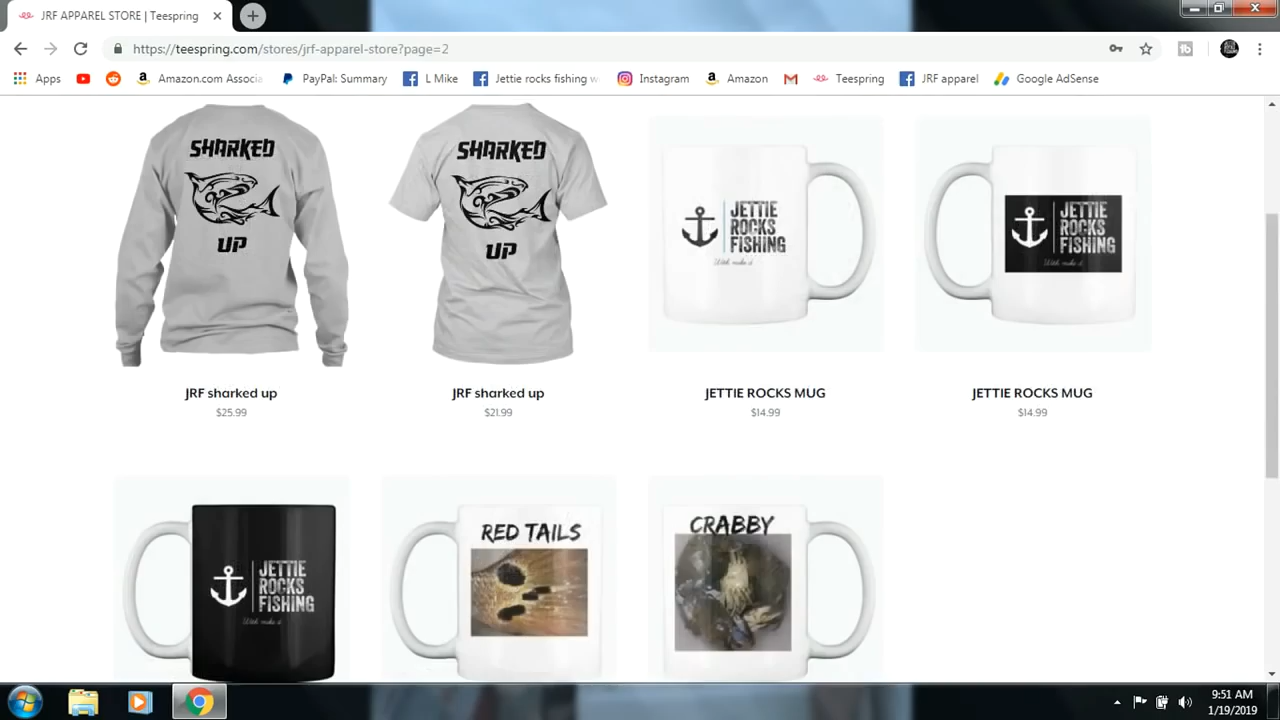 JRF APPAREL STORE | Teespring
https://teespring.com/stores/jrf-apparel-store?page=2
Apps
Amazon.com Associa
PayPal: Summary
L Mike
Jettie rocks fishing w
Instagram
Amazon
Teespring
JRF apparel
Google AdSense
SHARKED
UP
SHARKED
UP
JETTIE
ROCKS
FISHING
JETTIE
ROCKS
FISHING
JRF sharked up
$25.99
JRF sharked up
$21.99
JETTIE ROCKS MUG
$14.99
JETTIE ROCKS MUG
$14.99
JETTIE
ROCKS
FISHING
RED TAILS
CRABBY
9:51 AM
1/19/2019